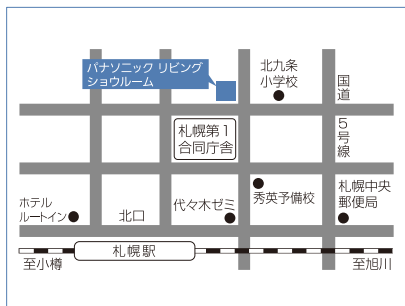 パナソニック リビング
ショウルーム
北九条
小学校
国道
5号線
札幌第1
合同庁舎
ホテル
ルートイン
北口
代々木ゼミ
秀英予備校
札幌中央
郵便局
札幌駅
至小樽
至旭川